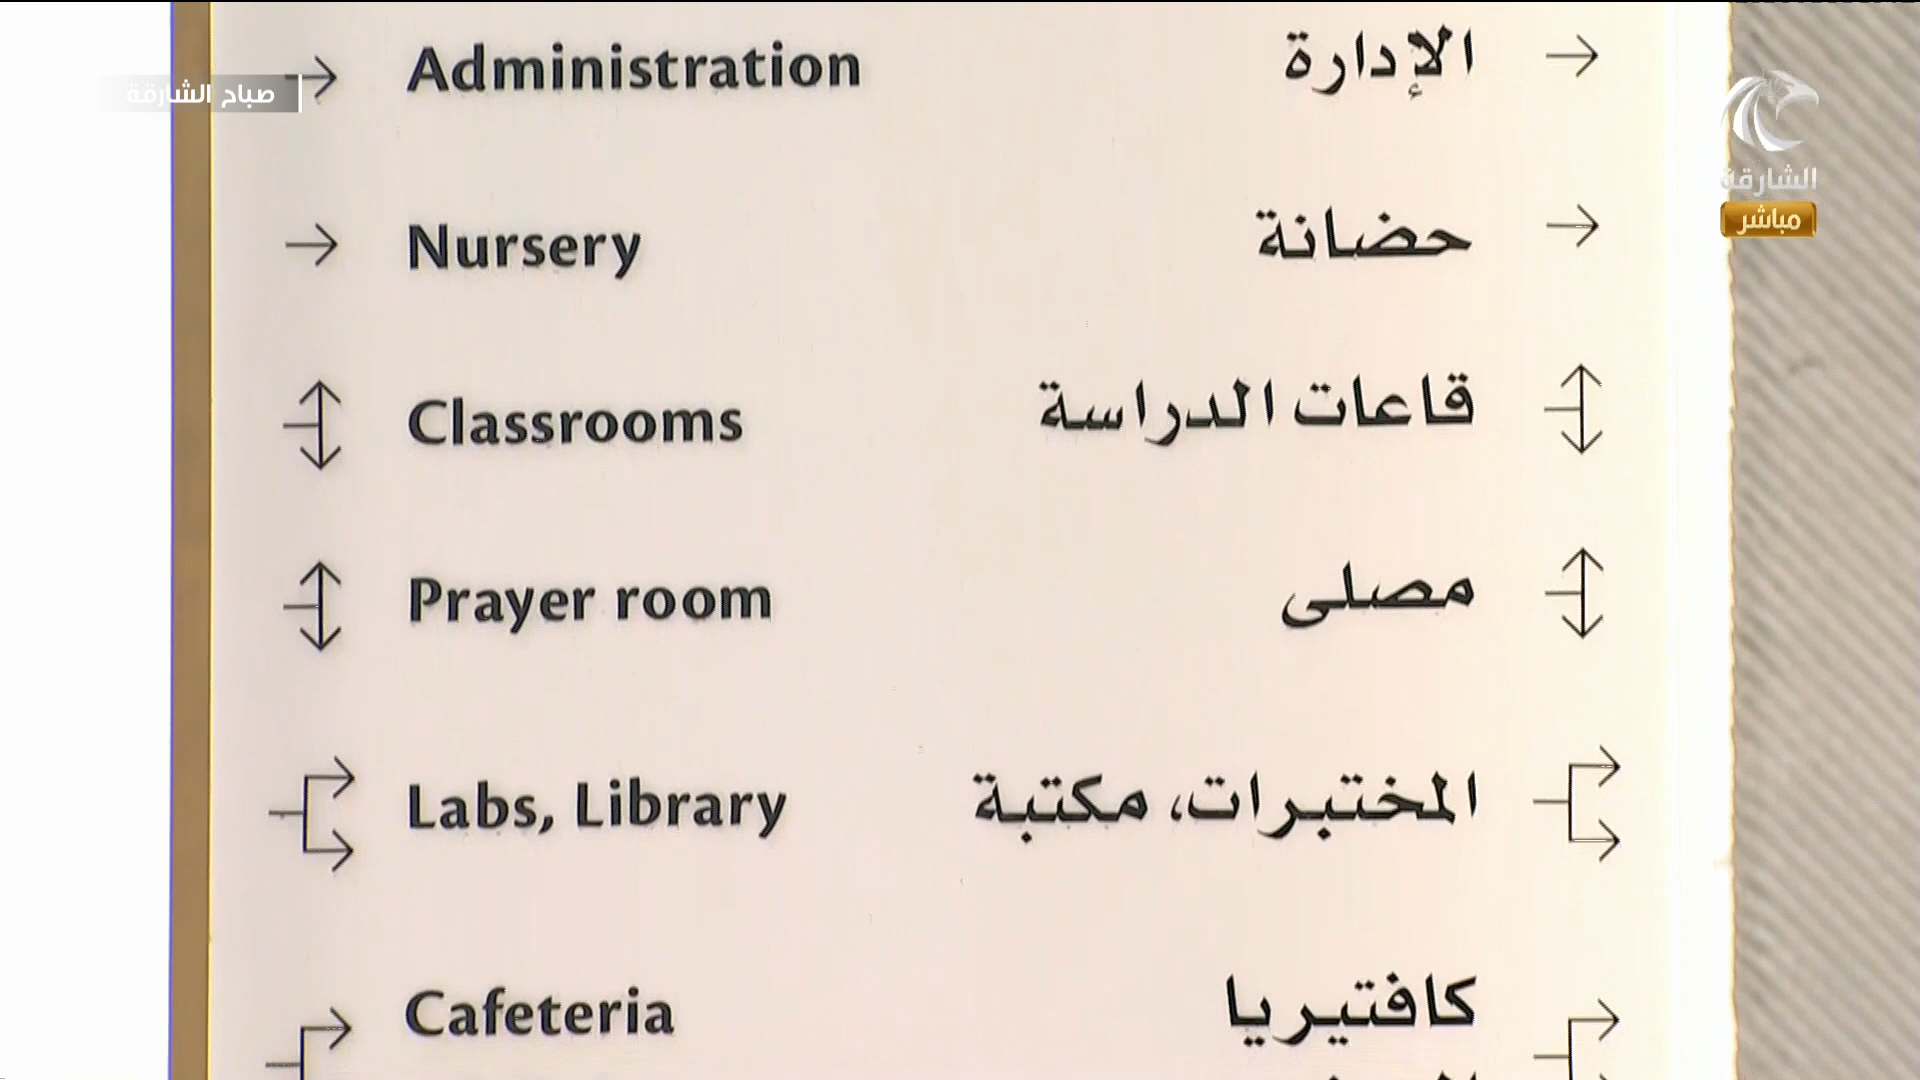 Administration الإدارة
صباح الشارقة
الشارقة
مباشر
Nursery حضانة
Classrooms قاعات الدراسة
Prayer room مصلى
Labs, Library المختبرات، مكتبة
Cafeteria كافتيريا